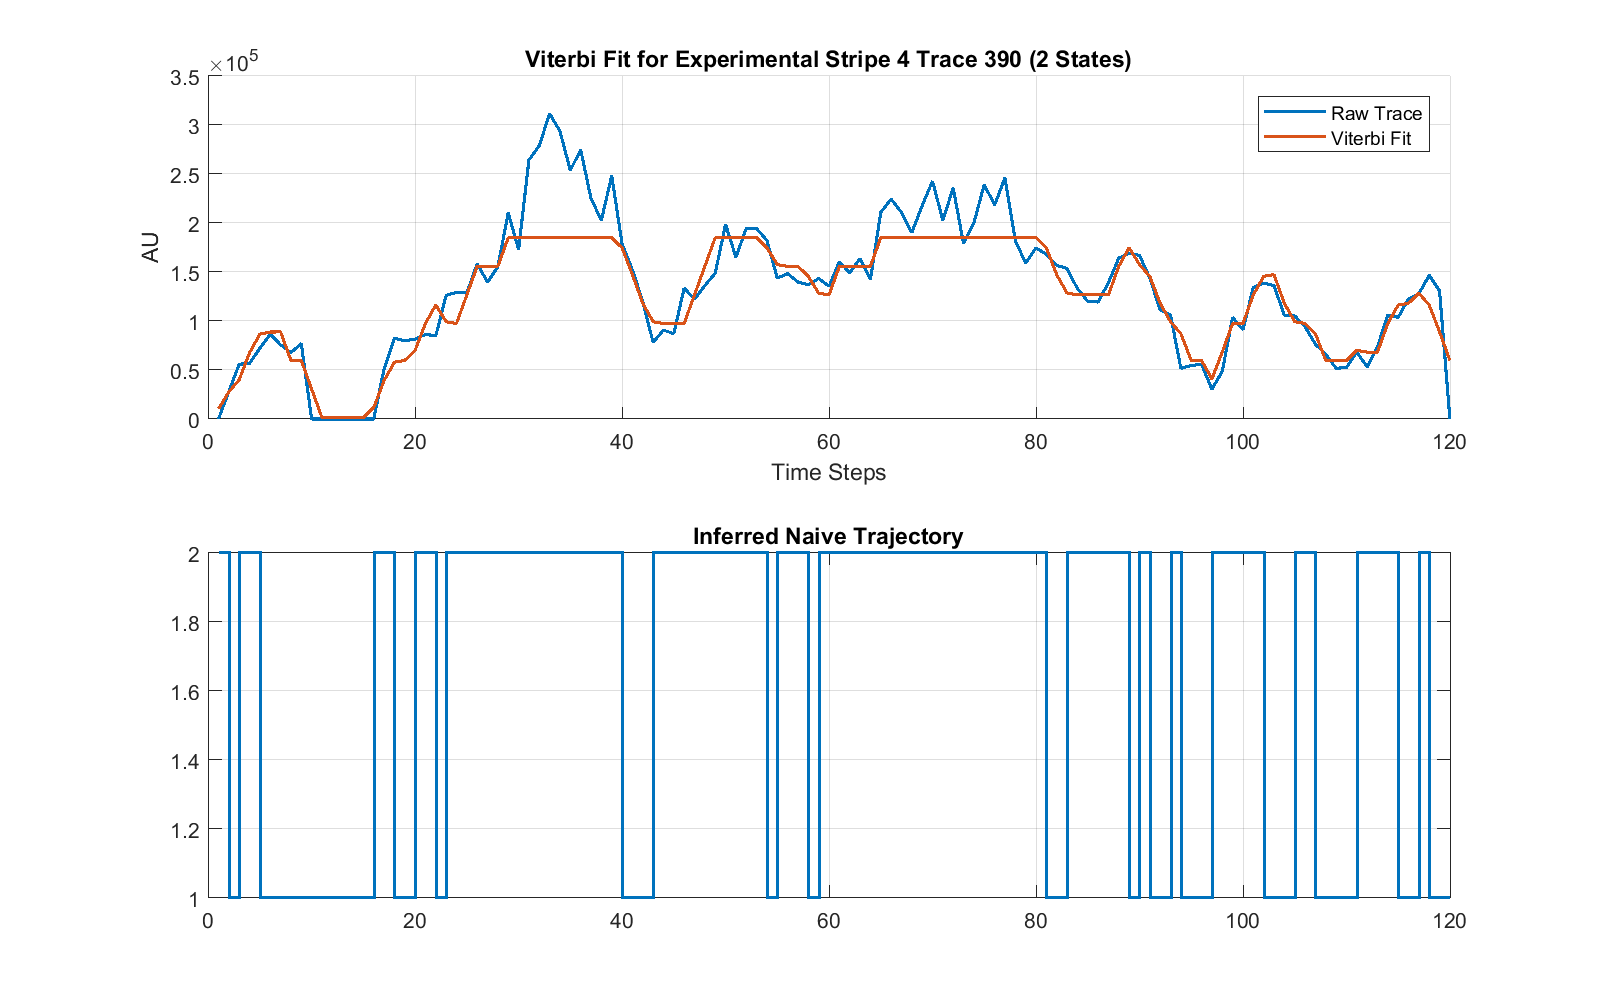 Viterbi Fit for Experimental Stripe 4 Trace 390 (2 States)
×10^5
3.5
3
2.5
2
1.5
1
0.5
0
AU
Raw Trace
Viterbi Fit
0 20 40 60 80 100 120
Time Steps
Inferred Naive Trajectory
2
1.8
1.6
1.4
1.2
1
0 20 40 60 80 100 120